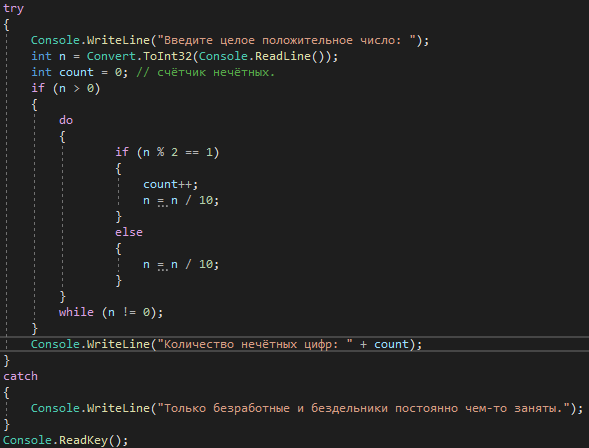 try
{
Console.WriteLine("Введите целое положительное число: ");
int n = Convert.ToInt32(Console.ReadLine());
int count = 0; // счётчик нечётных.
if (n > 0)
{
do
{
if (n % 2 == 1)
{
count++;
n = n / 10;
}
else
{
n = n / 10;
}
}
while (n != 0);
}
Console.WriteLine("Количество нечётных цифр: " + count);
}
catch
{
Console.WriteLine("Только безработные и бездельники постоянно чем-то заняты.");
}
Console.ReadKey();